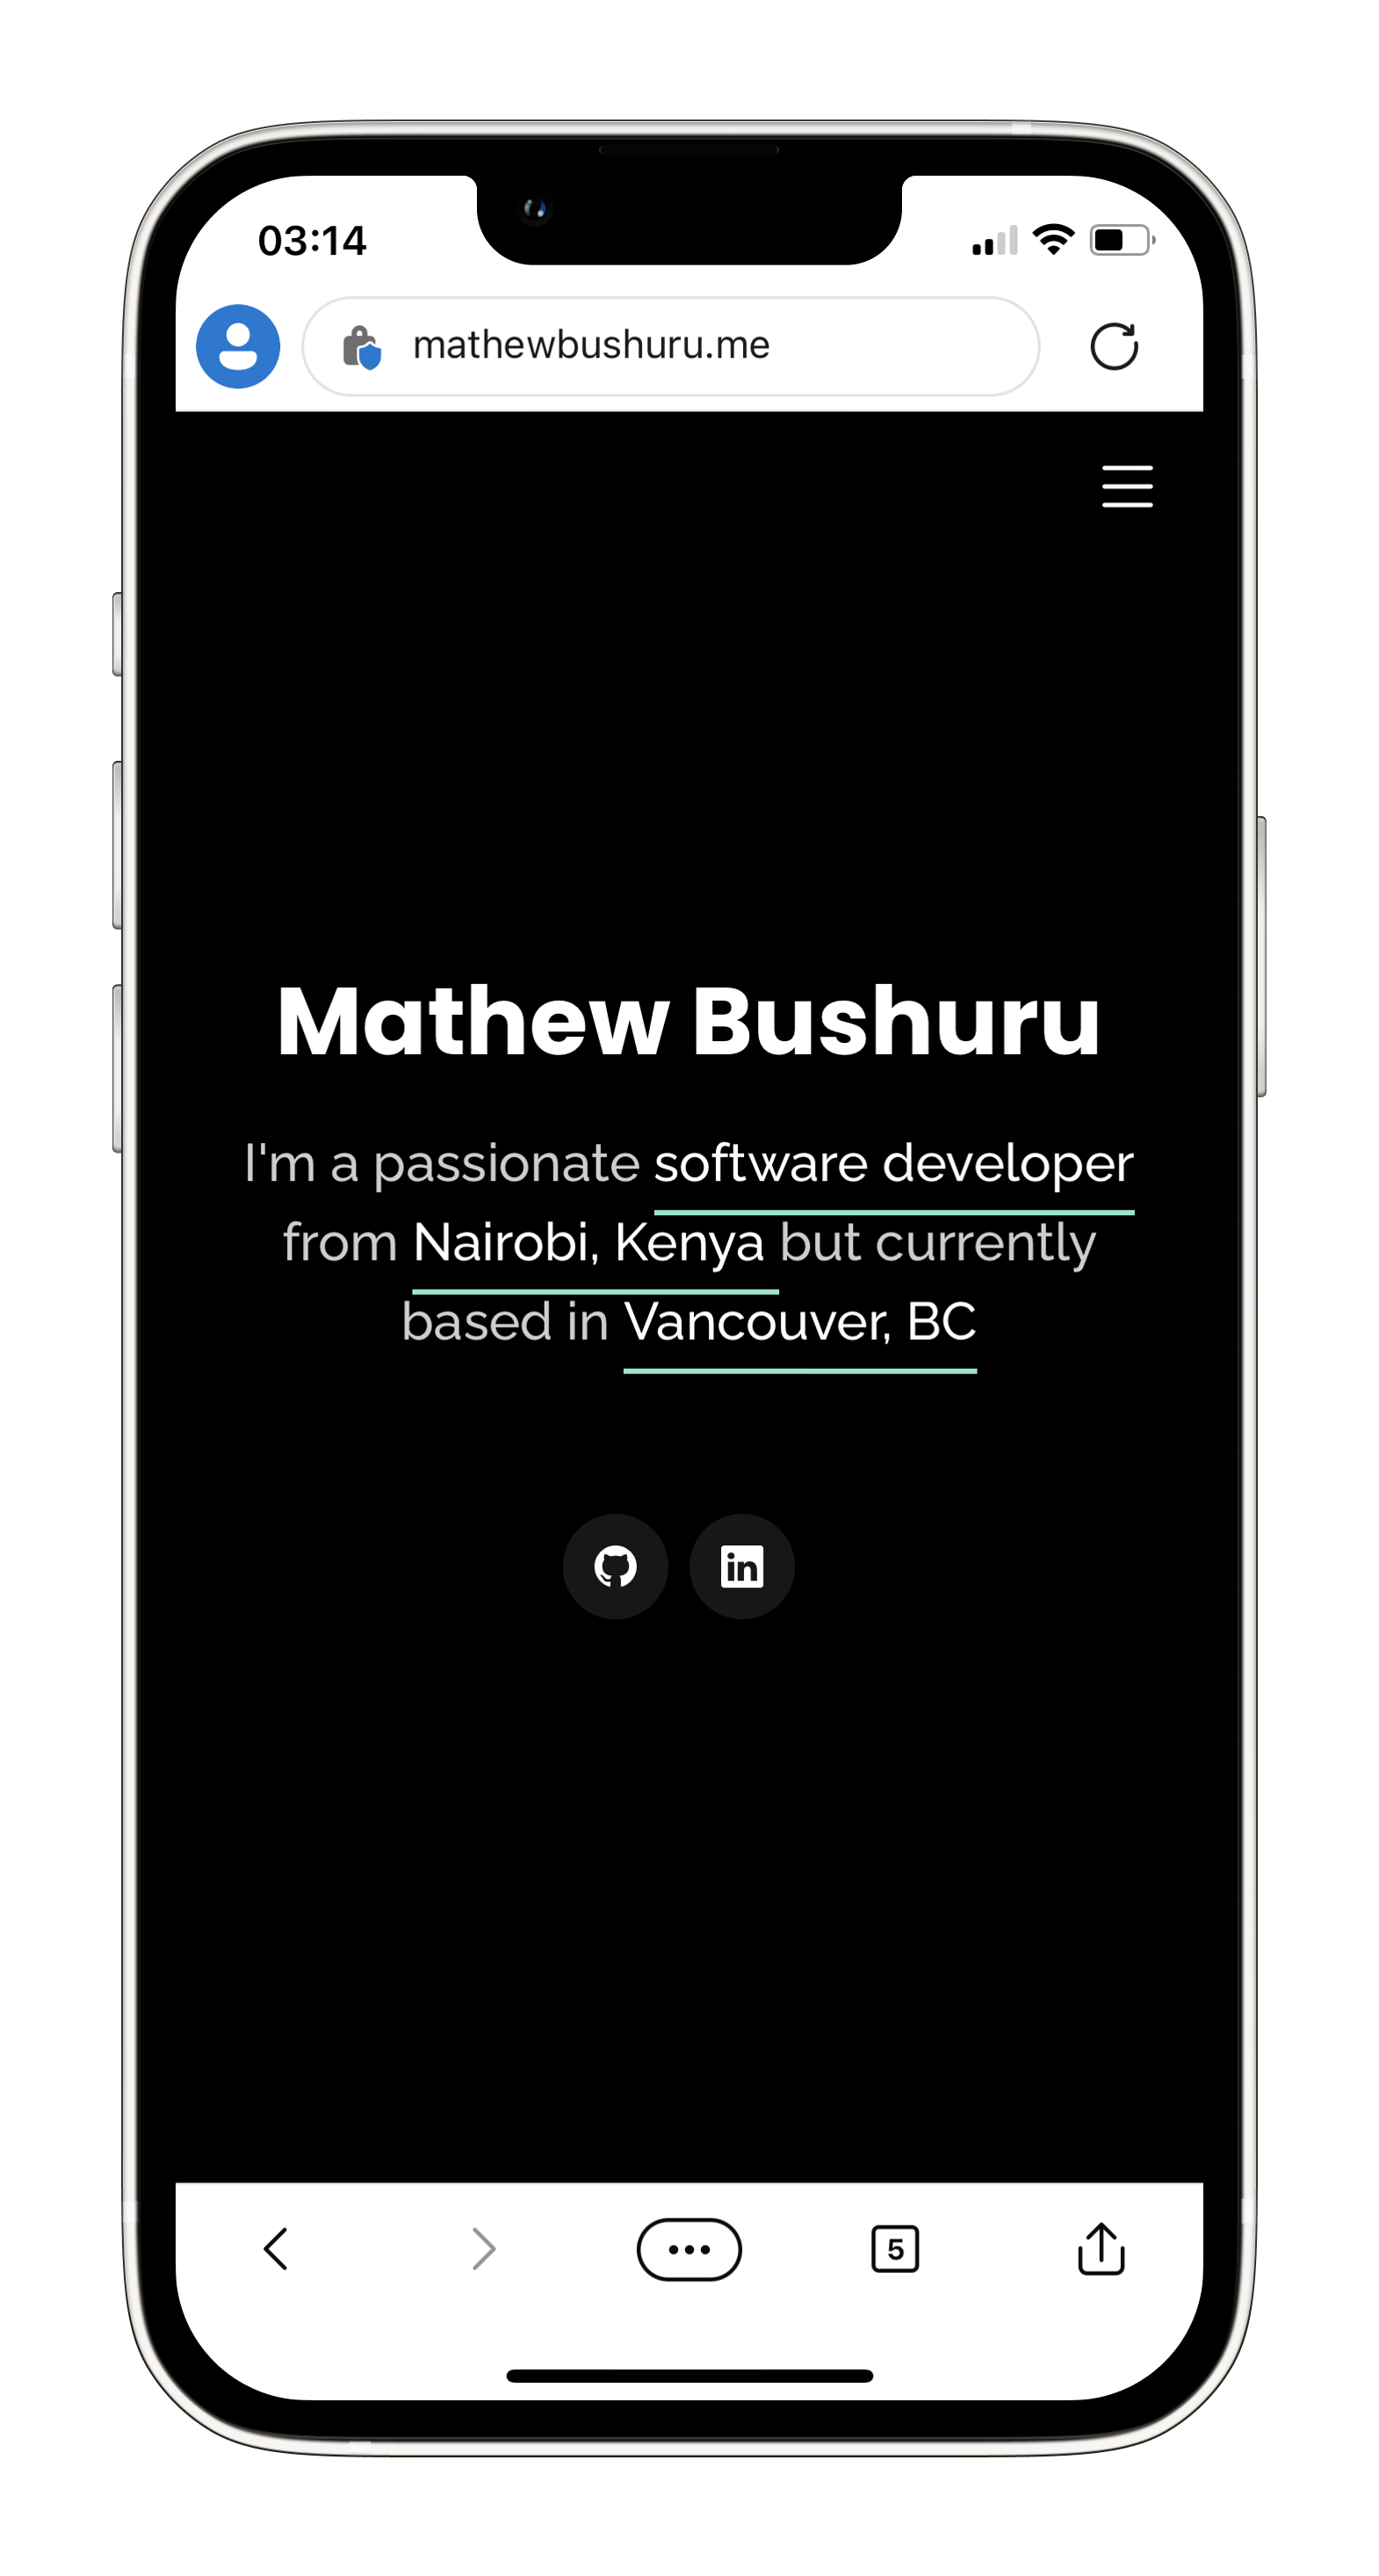 03:14
mathewbushuru.me
Mathew Bushuru
I'm a passionate software developer
from Nairobi, Kenya but currently
based in Vancouver, BC
in
5